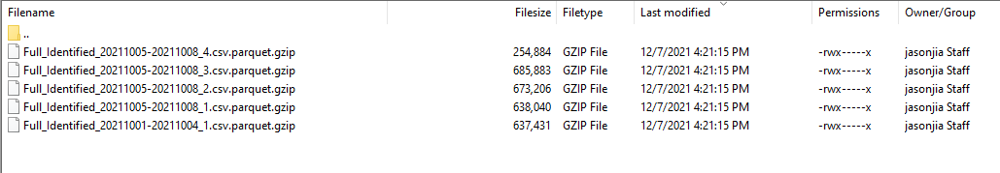 Filename Filesize Filetype Last modified Permissions Owner/Group
..
Full_Identified_20211005-20211008_4.csv.parquet.gzip 254,884 GZIP File 12/7/2021 4:21:15 PM -rwx-----x jasonjia Staff
Full_Identified_20211005-20211008_3.csv.parquet.gzip 685,883 GZIP File 12/7/2021 4:21:15 PM -rwx-----x jasonjia Staff
Full_Identified_20211005-20211008_2.csv.parquet.gzip 673,206 GZIP File 12/7/2021 4:21:15 PM -rwx-----x jasonjia Staff
Full_Identified_20211005-20211008_1.csv.parquet.gzip 638,040 GZIP File 12/7/2021 4:21:15 PM -rwx-----x jasonjia Staff
Full_Identified_20211001-20211004_1.csv.parquet.gzip 637,431 GZIP File 12/7/2021 4:21:15 PM -rwx-----x jasonjia Staff